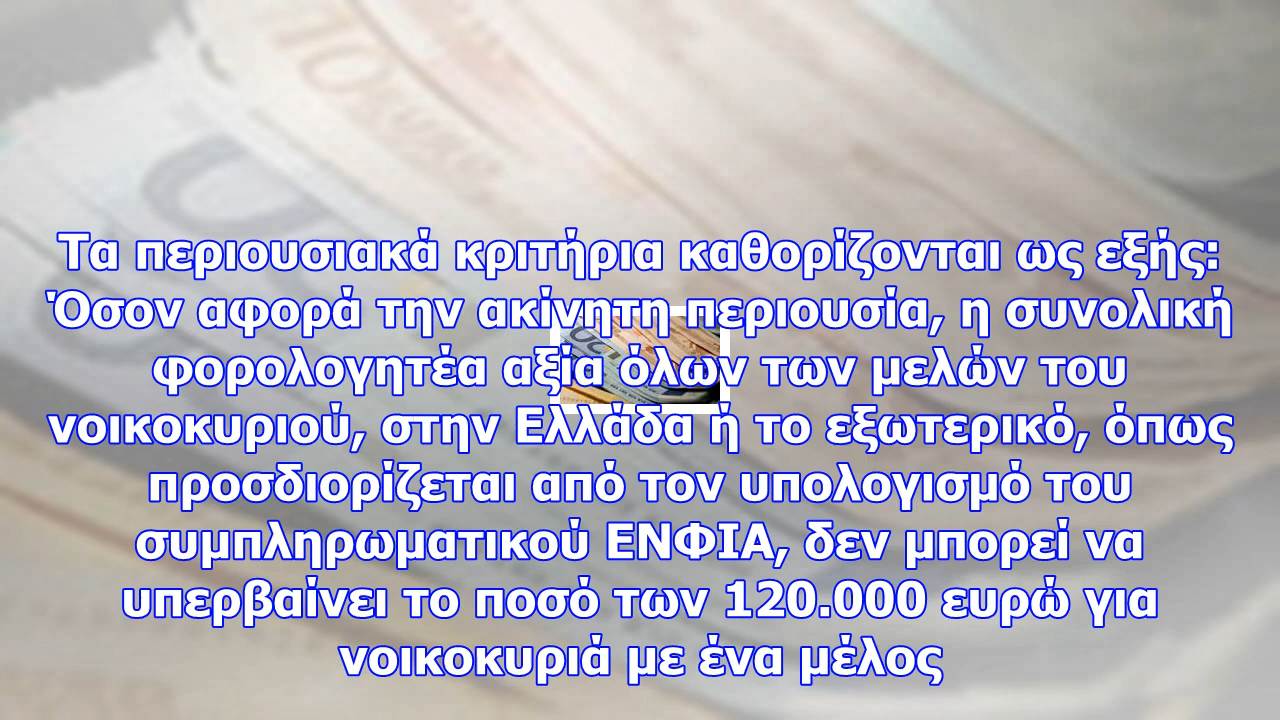 Τα περιουσιακά κριτήρια καθορίζονται ως εξής:
Όσον αφορά την ακίνητη περιουσία, η συνολική
φορολογητέα αξία όλων των μελών του
νοικοκυριού, στην Ελλάδα ή το εξωτερικό, όπως
προσδιορίζεται από τον υπολογισμό του
συμπληρωματικού ΕΝΦΙΑ, δεν μπορεί να
υπερβαίνει το ποσό των 120.000 ευρώ για
νοικοκυριά με ένα μέλος